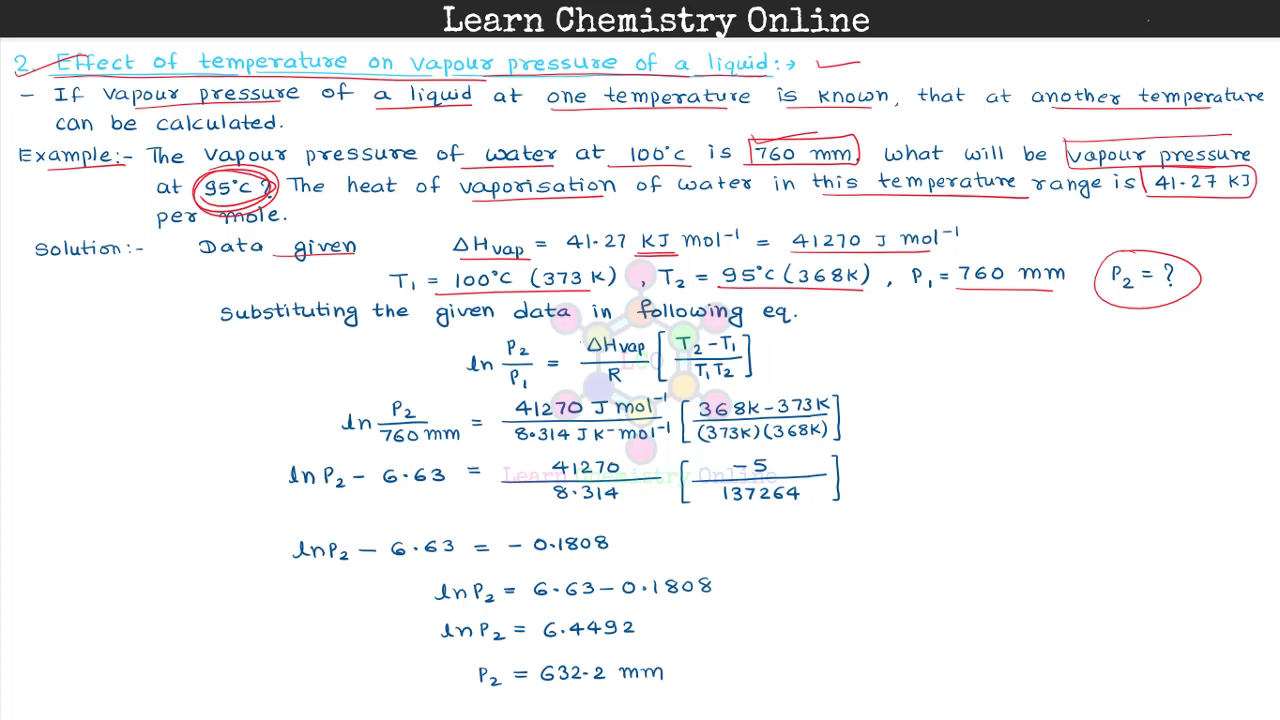 Learn Chemistry Online
2. Effect of temperature on vapour pressure of a liquid:→
- If vapour pressure of a liquid at one temperature is known, that at another temperature
can be calculated.
Example:- The vapour pressure of water at 100°c is 760 mm, what will be vapour pressure
at 95°c? The heat of vaporisation of water in this temperature range is 41.27 KJ
per mole.
Solution:- Data given ΔHvap = 41.27 KJ mol⁻¹ = 41270 J mol⁻¹
T₁ = 100°c (373 K), T₂ = 95°c (368K), P₁ = 760 mm P₂ = ?
substituting the given data in following eq.
ln P₂/P₁ = ΔHvap/R [T₂-T₁/T₁T₂]
ln P₂/760 mm = 41270 J mol⁻¹/8.314 J K-mol⁻¹ [368K-373K/(373K)(368K)]
ln P₂ - 6.63 = 41270/8.314 [-5/137264]
Learn Chemistry Online
ln P₂ - 6.63 = - 0.1808
ln P₂ = 6.63 - 0.1808
ln P₂ = 6.4492
P₂ = 632.2 mm